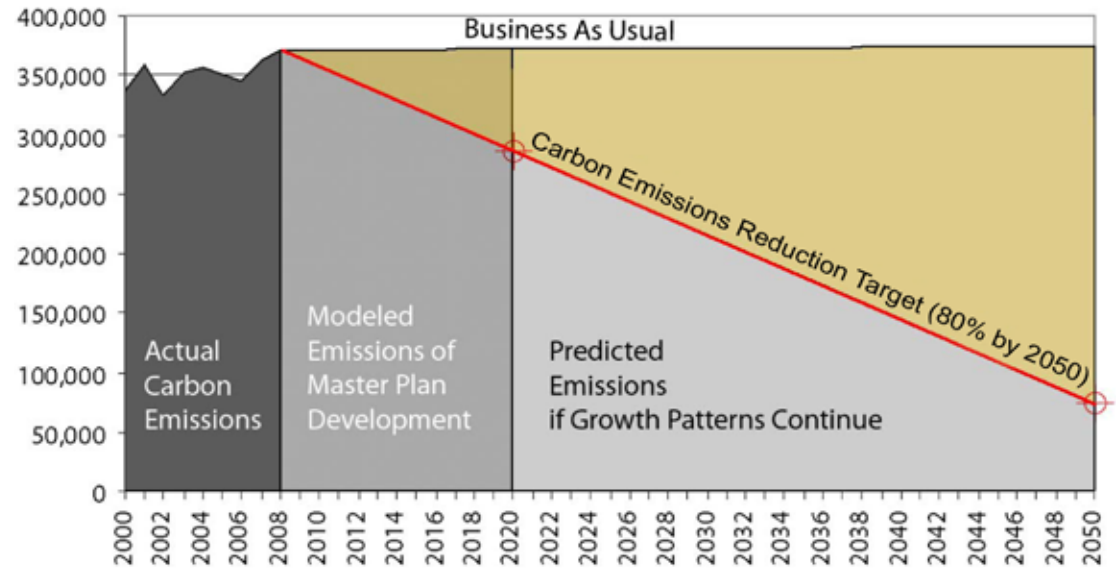 400,000
350,000
300,000
250,000
200,000
150,000
100,000
50,000
0
Business As Usual
Carbon Emissions Reduction Target (80% by 2050)
Actual
Carbon
Emissions
Modeled
Emissions of
Master Plan
Development
Predicted
Emissions
if Growth Patterns Continue
2000
2002
2004
2006
2008
2010
2012
2014
2016
2018
2020
2022
2024
2026
2028
2030
2032
2034
2036
2038
2040
2042
2044
2046
2048
2050